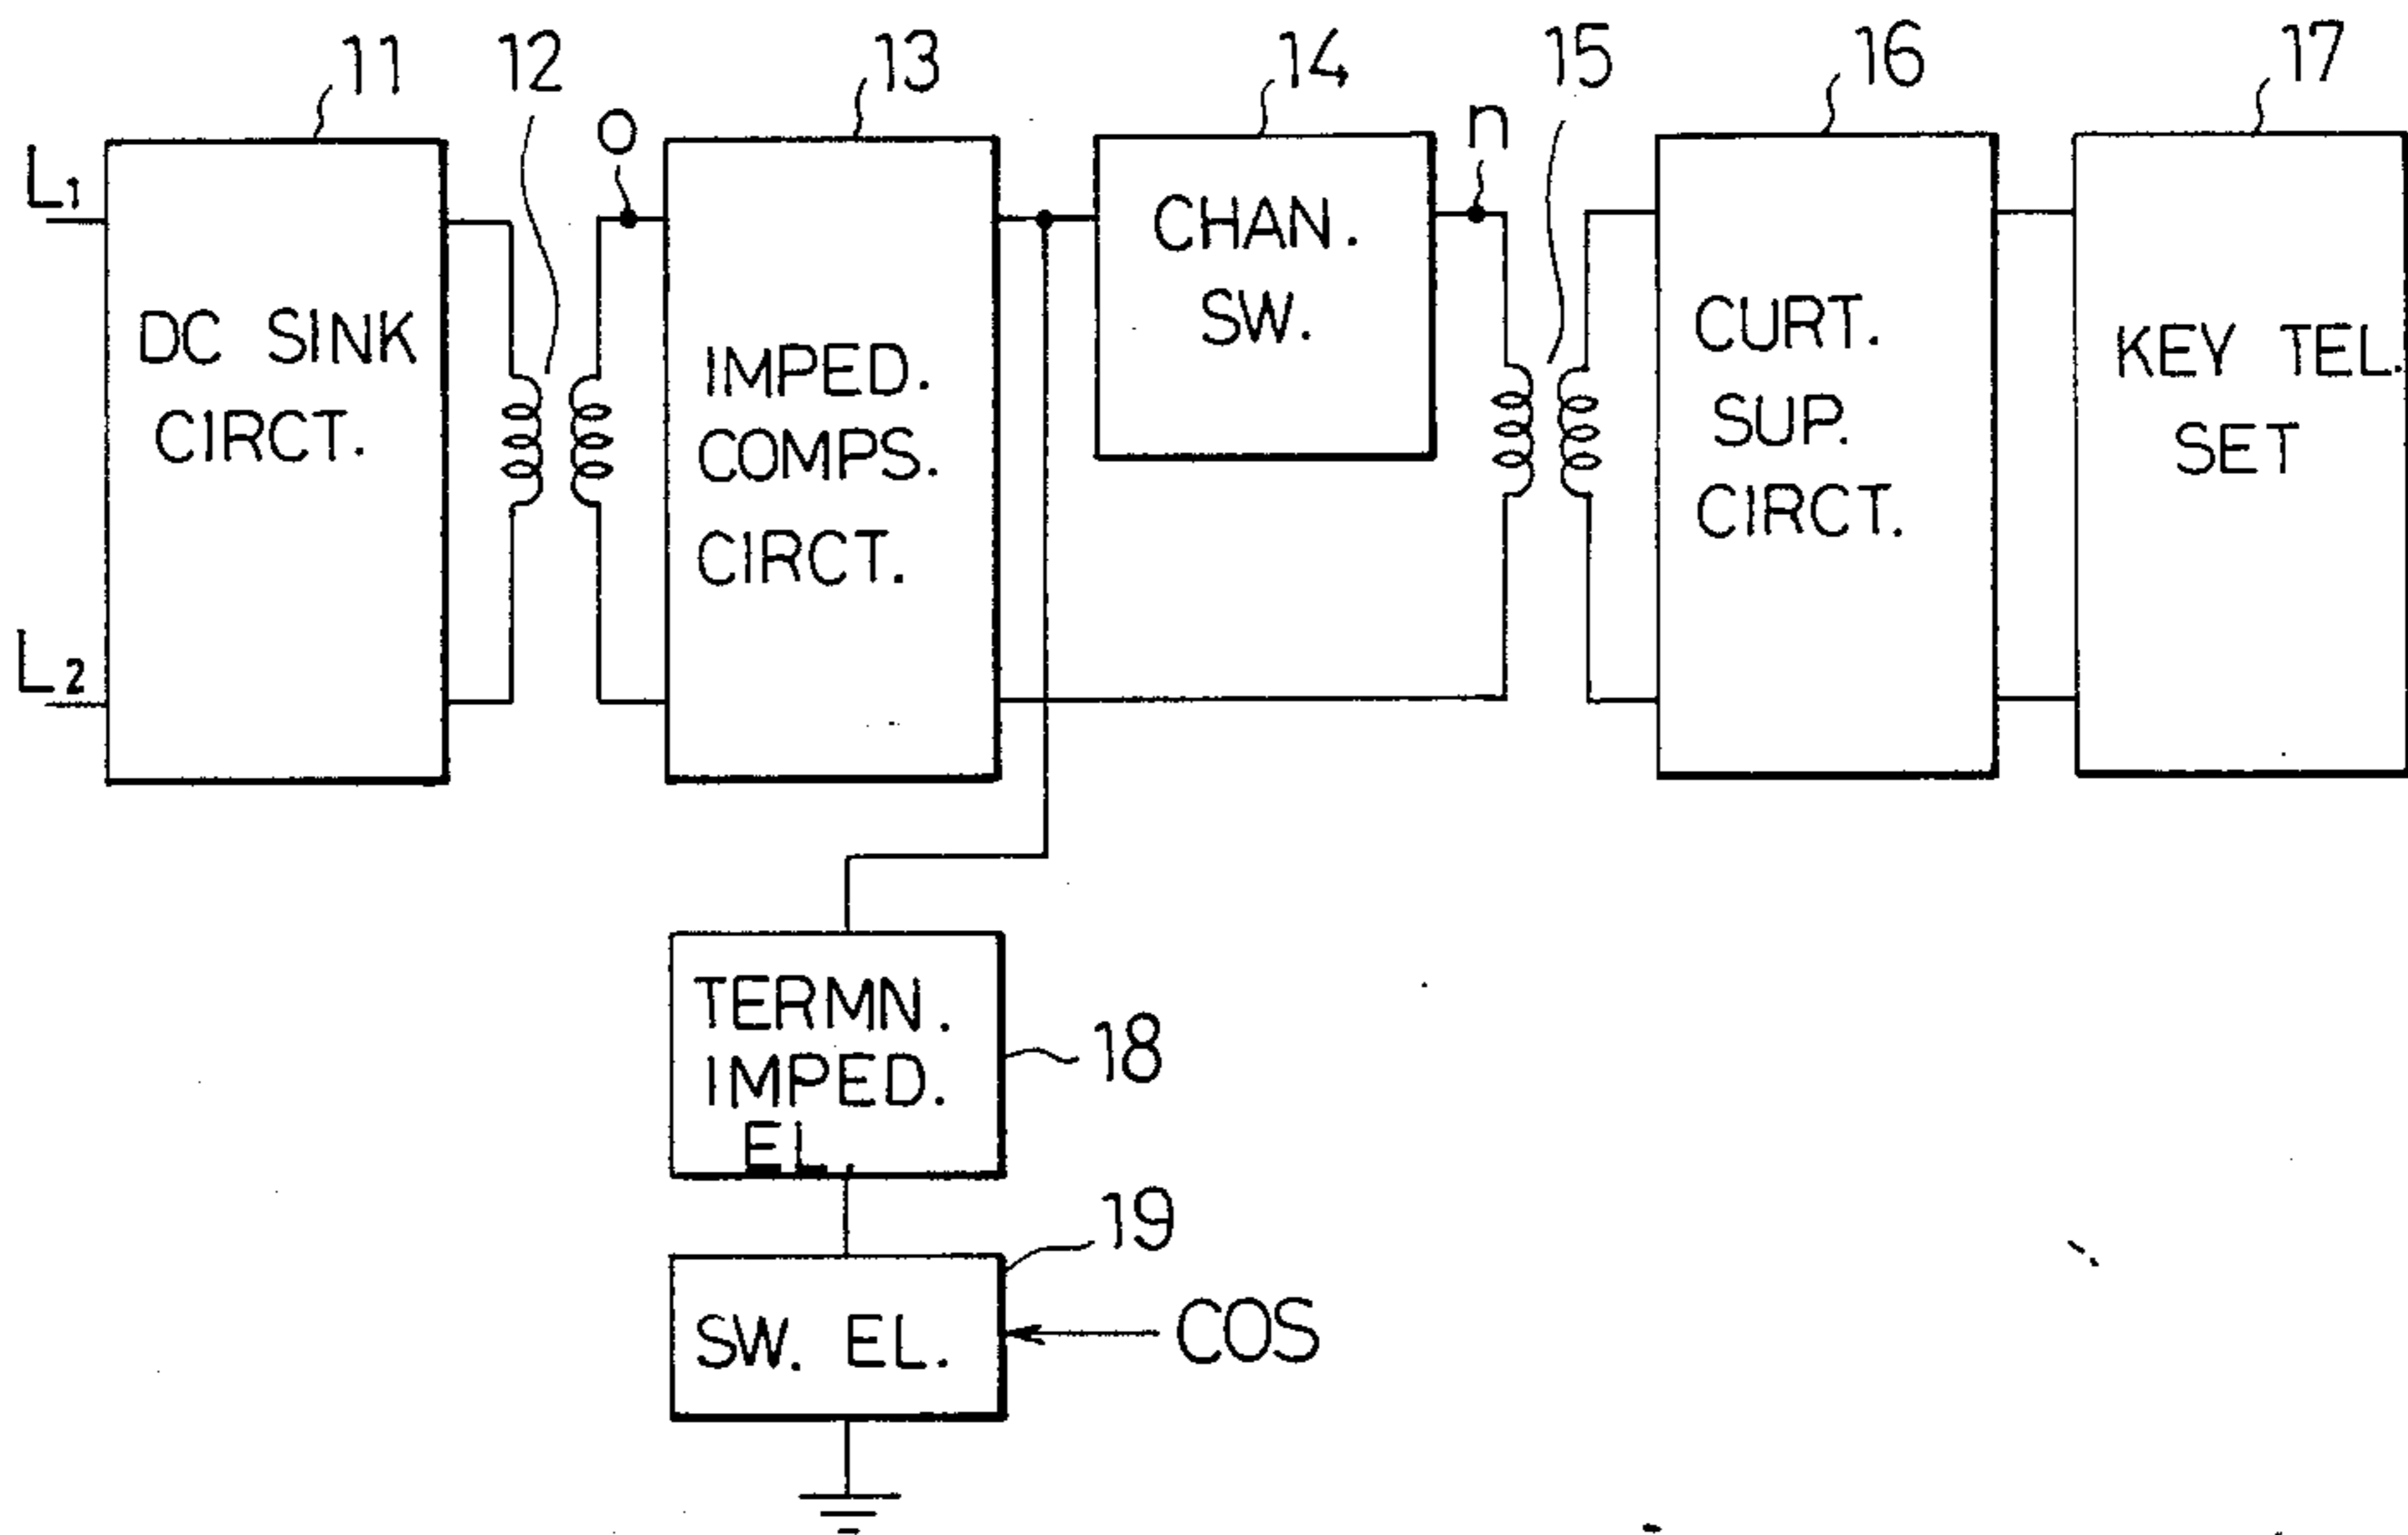 11
12
13
14
15
16
17
o
n
L1
L2
DC SINK
CIRCT.
IMPED.
COMPS.
CIRCT.
CHAN.
SW.
CURT.
SUP.
CIRCT.
KEY TEL.
SET
TERMN.
IMPED.
EL.
18
19
SW. EL.
COS